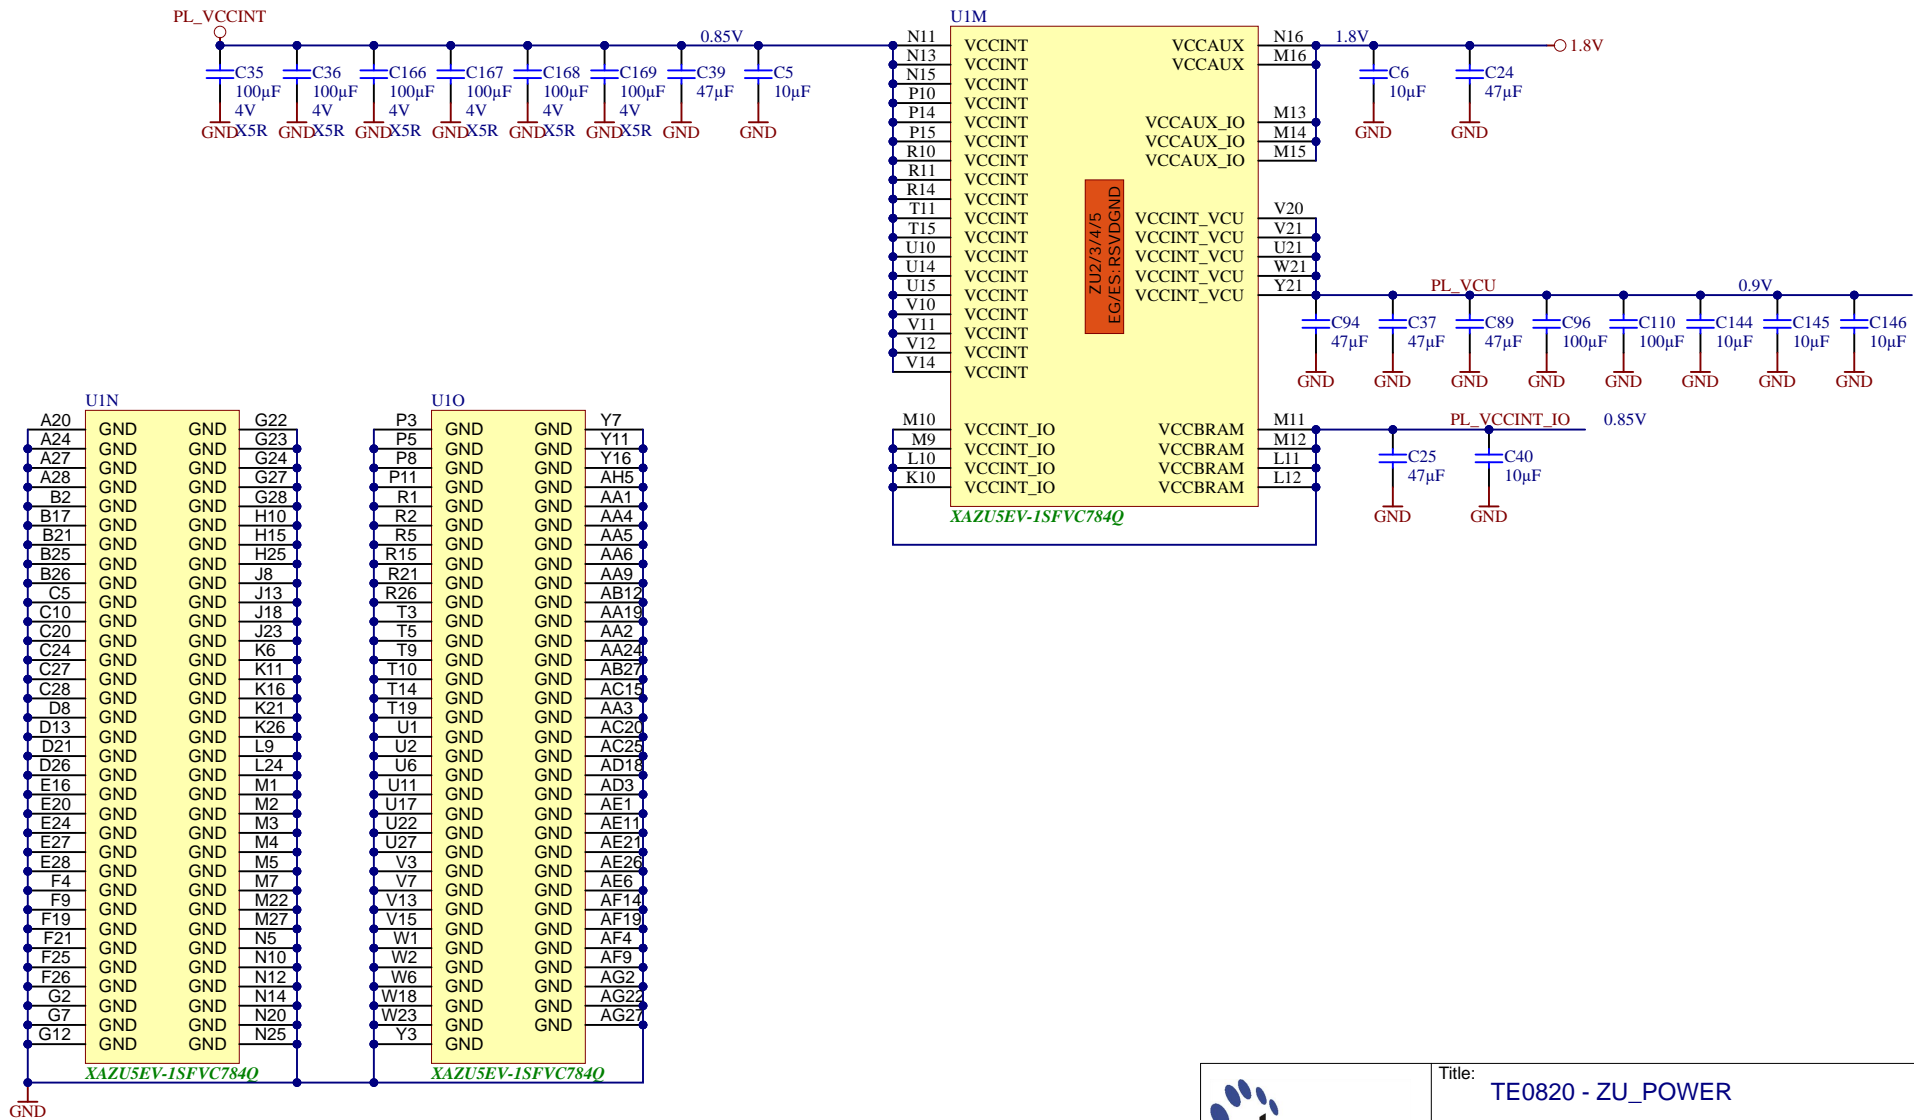 PL_VCCINT
0.85V
C35 100µF 4V X5R GND
C36 100µF 4V X5R GND
C166 100µF 4V X5R GND
C167 100µF 4V X5R GND
C168 100µF 4V X5R GND
C169 100µF 4V X5R GND
C39 47µF GND
C5 10µF GND
U1M
N11 VCCINT VCCAUX N16 1.8V 1.8V
N13 VCCINT VCCAUX M16
N15 VCCINT
P10 VCCINT
P14 VCCINT VCCAUX_IO M13
P15 VCCINT VCCAUX_IO M14
R10 VCCINT VCCAUX_IO M15
R11 VCCINT
R14 VCCINT
T11 VCCINT VCCINT_VCU V20
T15 VCCINT VCCINT_VCU V21
U10 VCCINT VCCINT_VCU U21
U14 VCCINT VCCINT_VCU W21
U15 VCCINT VCCINT_VCU Y21
V10 VCCINT
V11 VCCINT
V12 VCCINT
V14 VCCINT
ZU2/3/4/5
EG/ES:RSVDGND
C6 10µF GND
C24 47µF GND
PL_VCU 0.9V
C94 47µF GND
C37 47µF GND
C89 47µF GND
C96 100µF GND
C110 100µF GND
C144 10µF GND
C145 10µF GND
C146 10µF GND
M10 VCCINT_IO VCCBRAM M11 PL_VCCINT_IO 0.85V
M9 VCCINT_IO VCCBRAM M12
L10 VCCINT_IO VCCBRAM L11
K10 VCCINT_IO VCCBRAM L12
C25 47µF GND
C40 10µF GND
XAZU5EV-1SFVC784Q
U1N
A20 GND GND G22
A24 GND GND G23
A27 GND GND G24
A28 GND GND G27
B2 GND GND G28
B17 GND GND H10
B21 GND GND H15
B25 GND GND H25
B26 GND GND J8
C5 GND GND J13
C10 GND GND J18
C20 GND GND J23
C24 GND GND K6
C27 GND GND K11
C28 GND GND K16
D8 GND GND K21
D13 GND GND K26
D21 GND GND L9
D26 GND GND L24
E16 GND GND M1
E20 GND GND M2
E24 GND GND M3
E27 GND GND M4
E28 GND GND M5
F4 GND GND M7
F9 GND GND M22
F19 GND GND M27
F21 GND GND N5
F25 GND GND N10
F26 GND GND N12
G2 GND GND N14
G7 GND GND N20
G12 GND GND N25
XAZU5EV-1SFVC784Q
GND
U1O
P3 GND GND Y7
P5 GND GND Y11
P8 GND GND Y16
P11 GND GND AH5
R1 GND GND AA1
R2 GND GND AA4
R5 GND GND AA5
R15 GND GND AA6
R21 GND GND AA9
R26 GND GND AB12
T3 GND GND AA19
T5 GND GND AA2
T9 GND GND AA24
T10 GND GND AB27
T14 GND GND AC15
T19 GND GND AA3
U1 GND GND AC20
U2 GND GND AC25
U6 GND GND AD18
U11 GND GND AD3
U17 GND GND AE1
U22 GND GND AE11
U27 GND GND AE21
V3 GND GND AE26
V7 GND GND AE6
V13 GND GND AF14
V15 GND GND AF19
W1 GND GND AF4
W2 GND GND AF9
W6 GND GND AG2
W18 GND GND AG22
W23 GND GND AG27
Y3 GND
XAZU5EV-1SFVC784Q
Title:
TE0820 - ZU_POWER